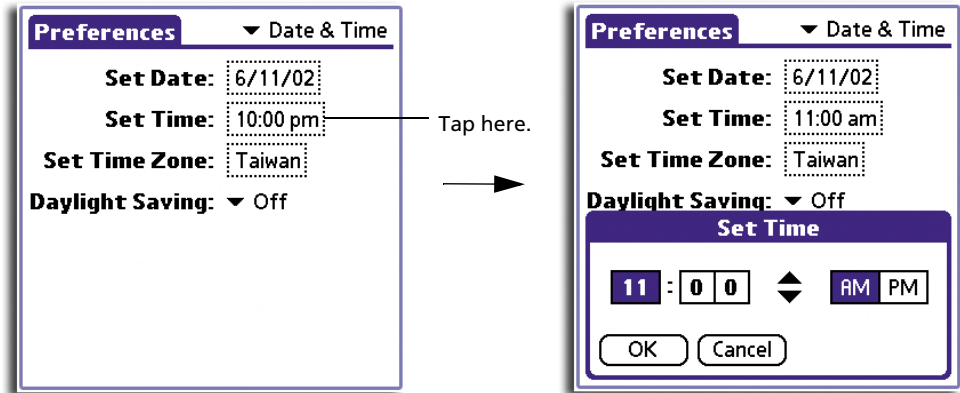 Preferences
Date & Time
Set Date: 6/11/02
Set Time: 10:00 pm
Set Time Zone: Taiwan
Daylight Saving: Off
Tap here.
Preferences
Date & Time
Set Date: 6/11/02
Set Time: 11:00 am
Set Time Zone: Taiwan
Daylight Saving: Off
Set Time
11 : 0 0 AM PM
OK Cancel